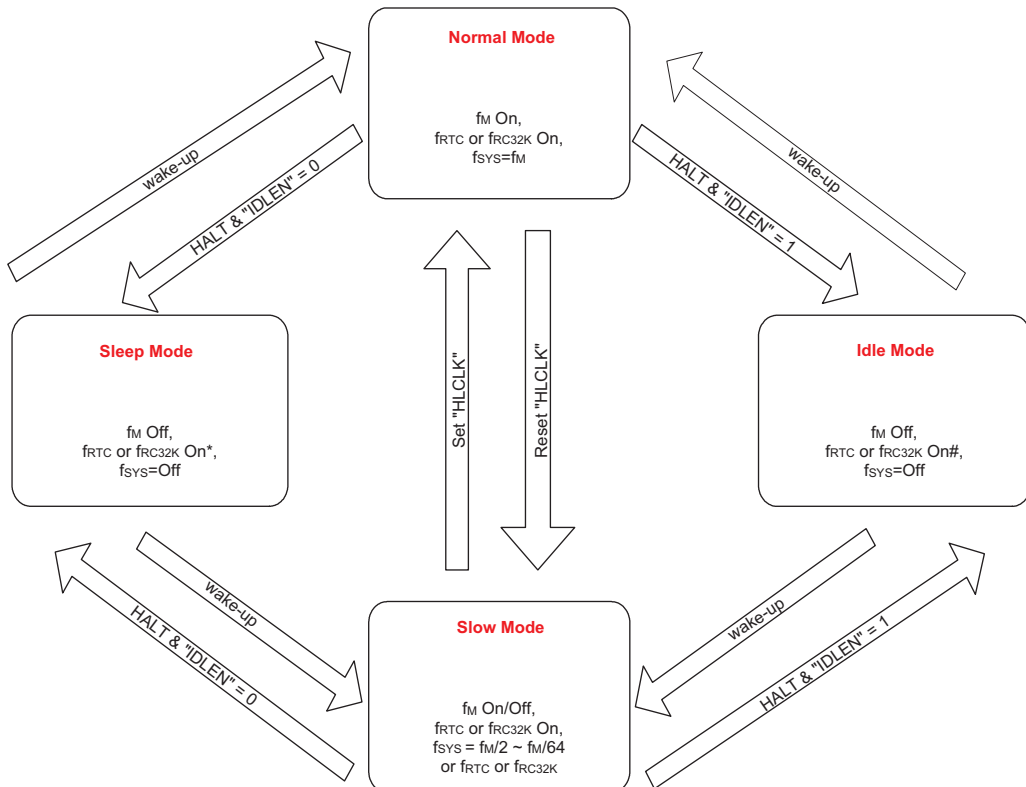 Normal Mode
fM On,
fRTC or fRC32K On,
fSYS=fM
wake-up
HALT & "IDLEN" = 0
HALT & "IDLEN" = 1
wake-up
Sleep Mode
fM Off,
fRTC or fRC32K On*,
fSYS=Off
Set "HLCLK"
Reset "HLCLK"
Idle Mode
fM Off,
fRTC or fRC32K On#,
fSYS=Off
wake-up
HALT & "IDLEN" = 0
wake-up
HALT & "IDLEN" = 1
Slow Mode
fM On/Off,
fRTC or fRC32K On,
fSYS = fM/2 ~ fM/64
or fRTC or fRC32K